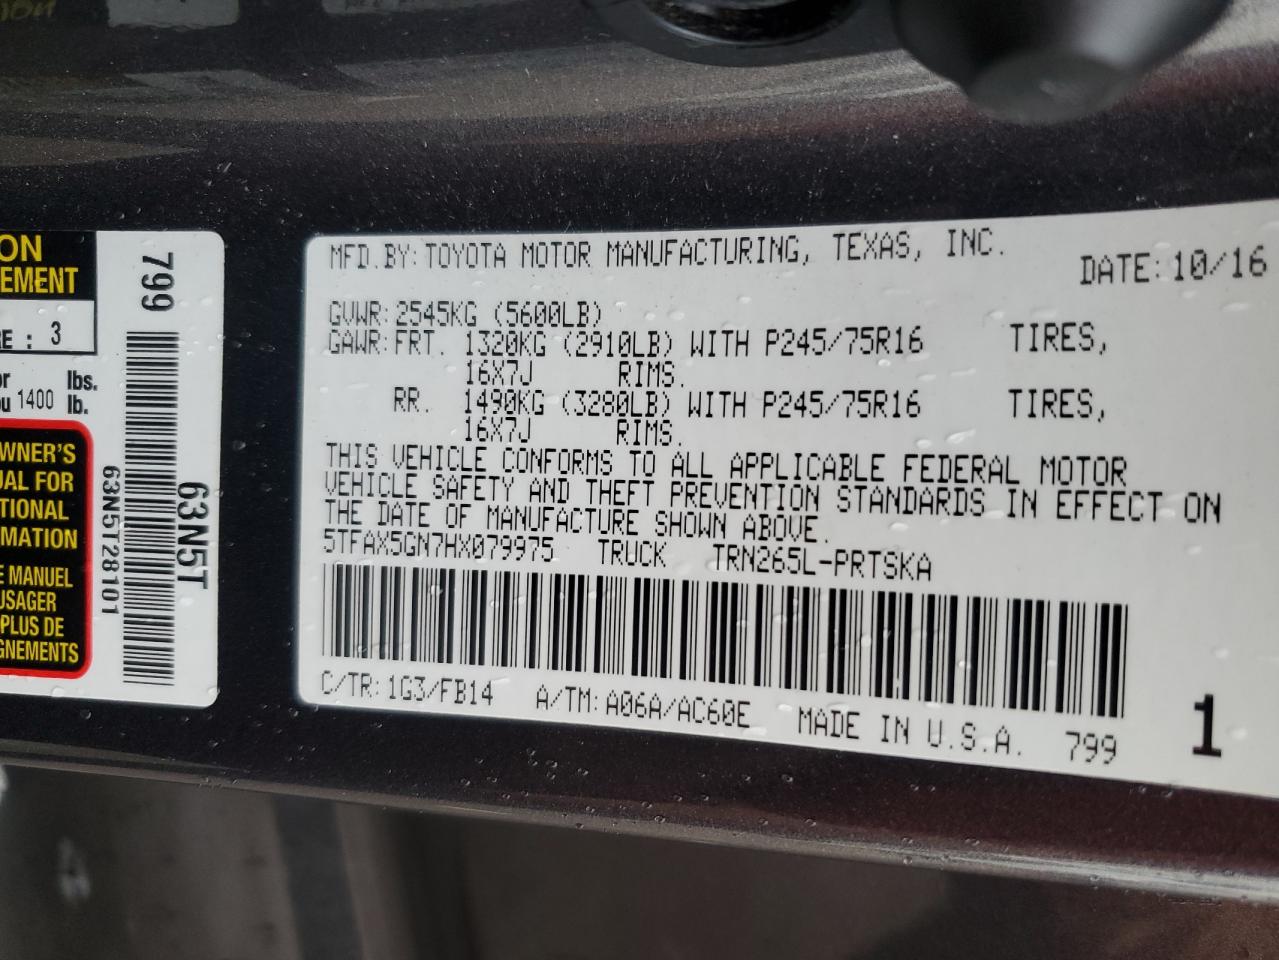 ON
EMENT
RE : 3
or lbs.
ou 1400 lb.
WNER'S
UAL FOR
TIONAL
MATION
E MANUEL
USAGER
PLUS DE
GNEMENTS
799
63N5T28101
63N5T
MFD.BY:TOYOTA MOTOR MANUFACTURING, TEXAS, INC.
DATE:10/16
GVWR:2545KG (5600LB)
GAWR:FRT. 1320KG (2910LB) WITH P245/75R16 TIRES,
16X7J RIMS.
RR. 1490KG (3280LB) WITH P245/75R16 TIRES,
16X7J RIMS.
THIS VEHICLE CONFORMS TO ALL APPLICABLE FEDERAL MOTOR
VEHICLE SAFETY AND THEFT PREVENTION STANDARDS IN EFFECT ON
THE DATE OF MANUFACTURE SHOWN ABOVE.
5TFAX5GN7HX079975 TRUCK TRN265L-PRTSKA
C/TR:1G3/FB14 A/TM:A06A/AC60E MADE IN U.S.A. 799
1